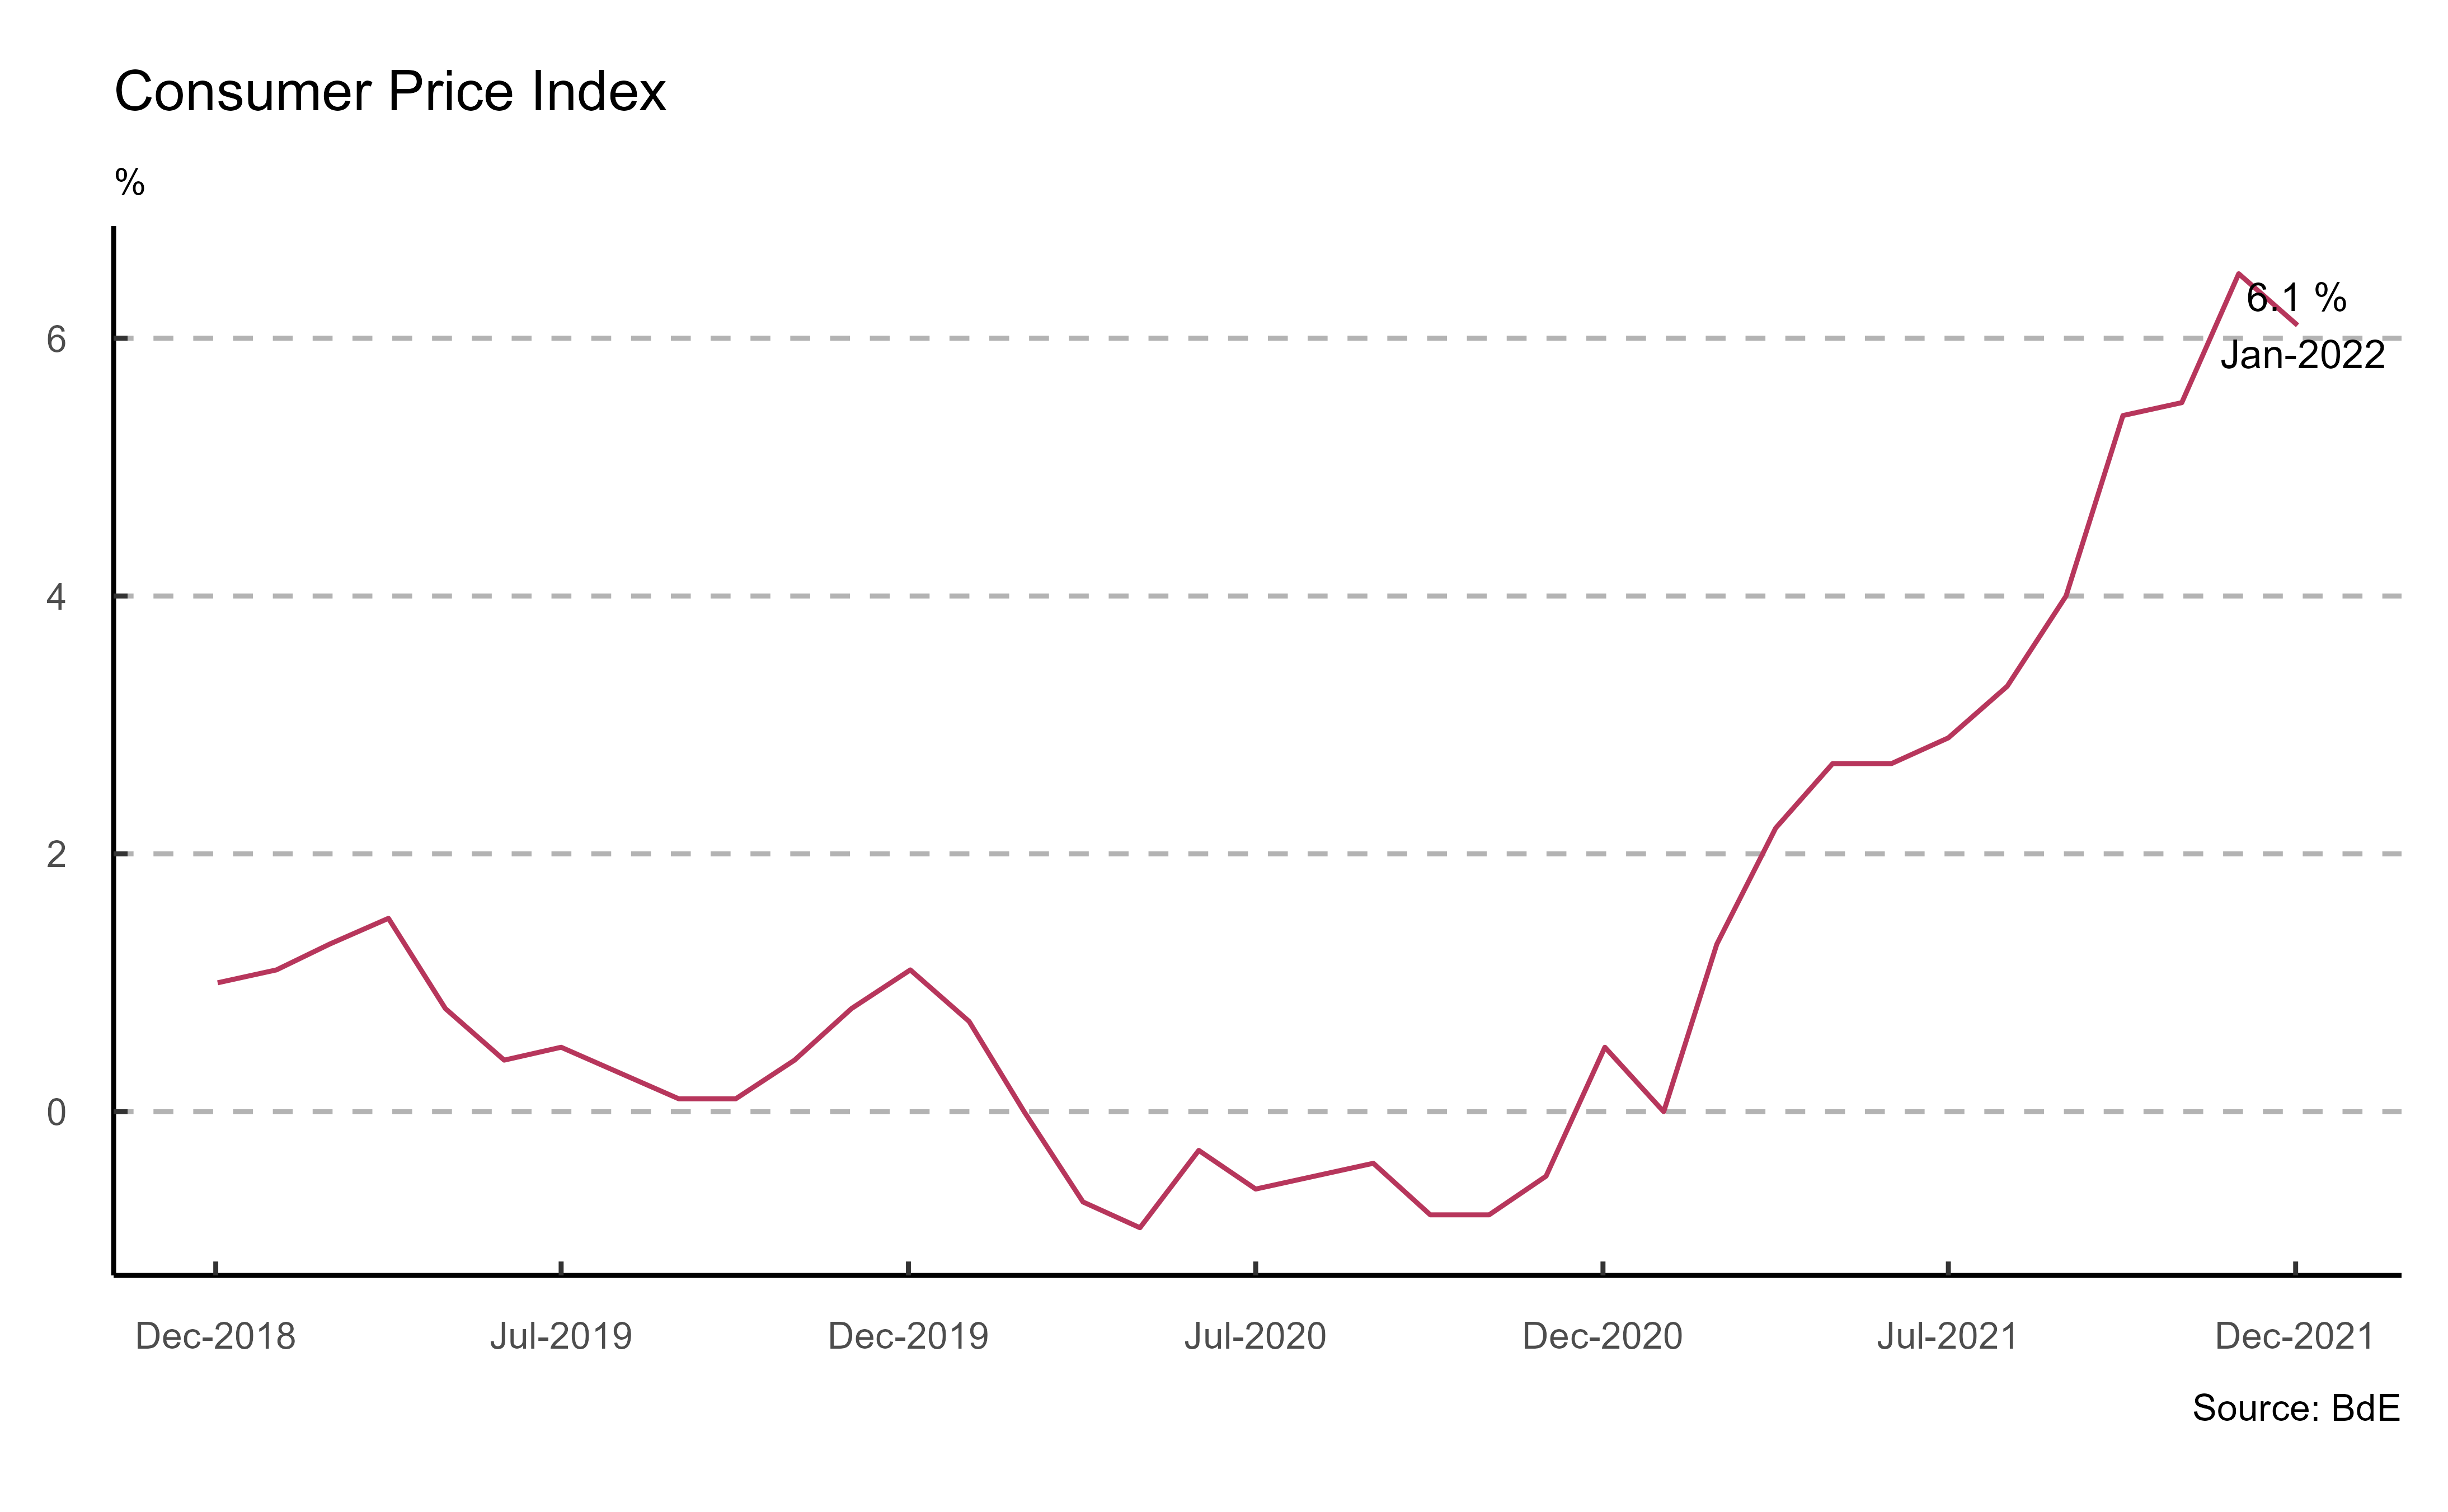 Consumer Price Index
%
6.1 %
6
Jan-2022
4
2
0
Dec-2018 Jul-2019 Dec-2019 Jul-2020 Dec-2020 Jul-2021 Dec-2021
Source: BdE